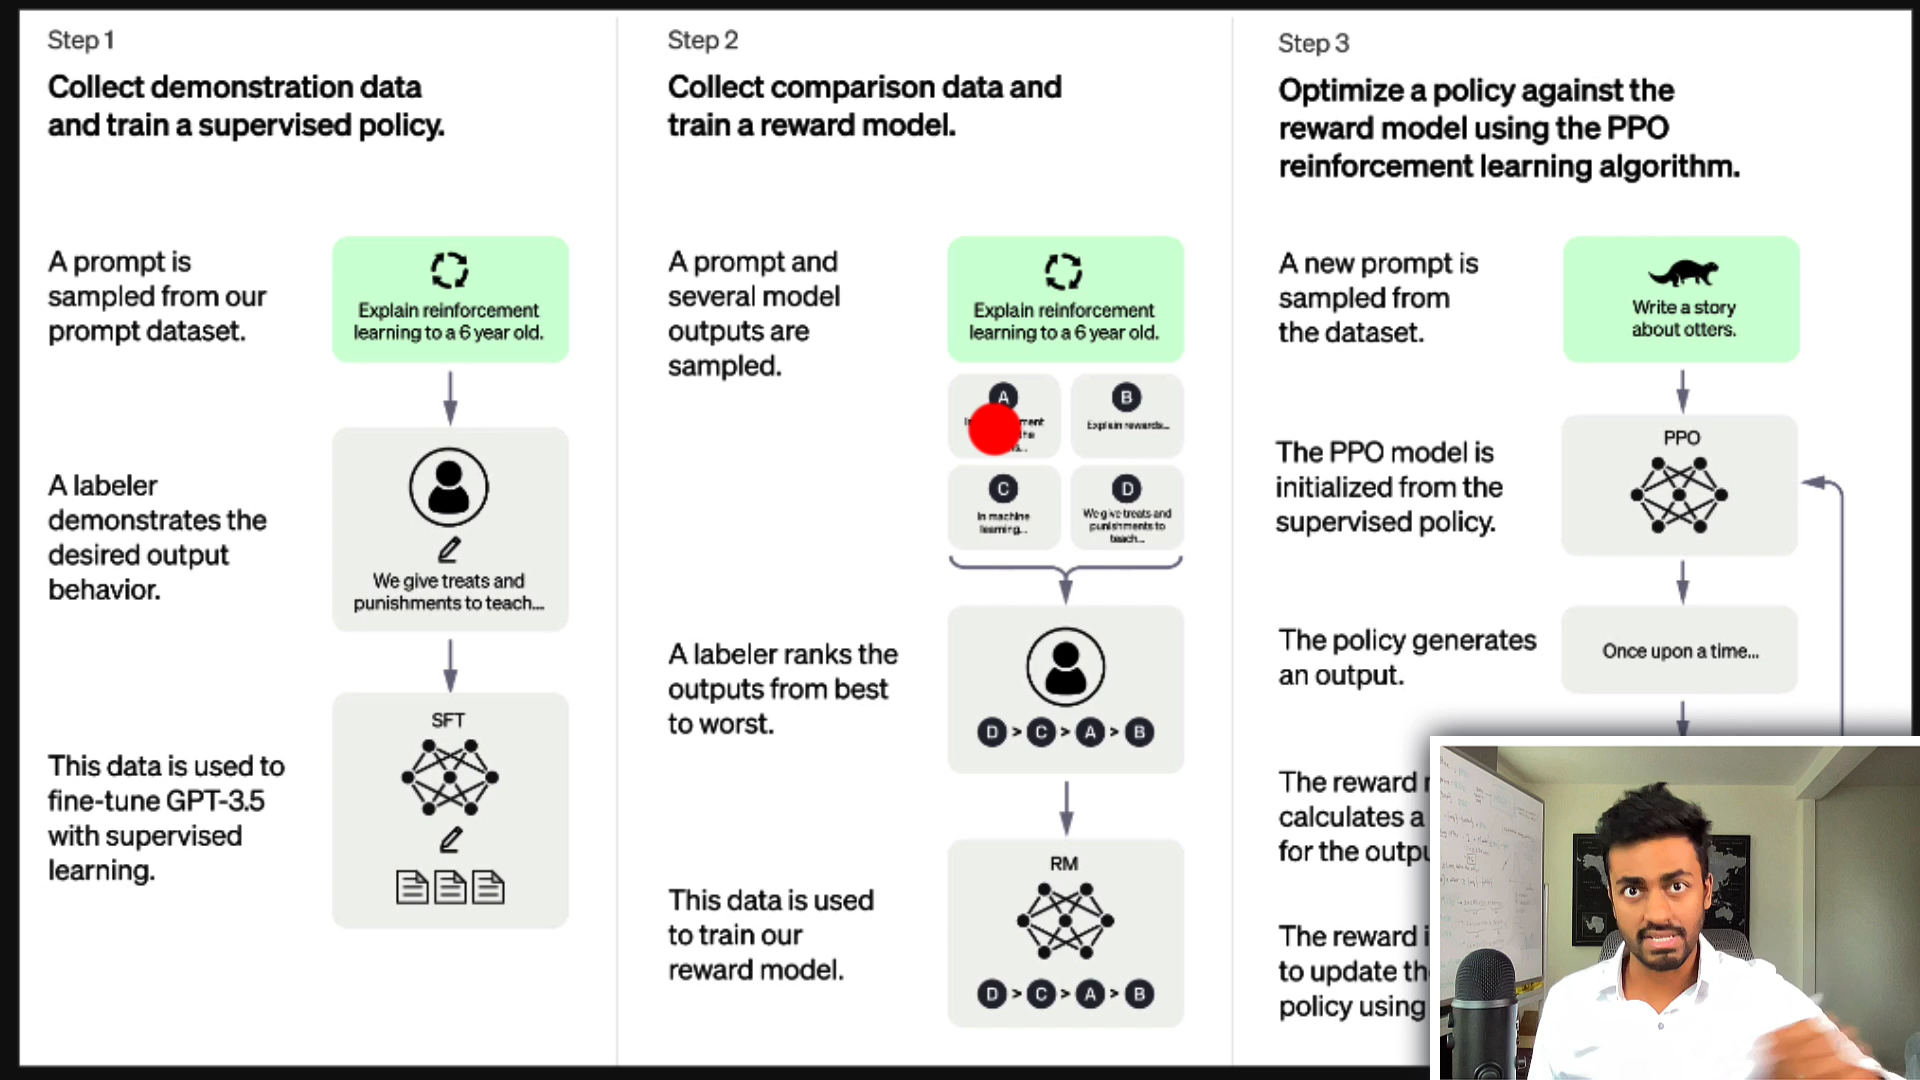 Step 1
Collect demonstration data
and train a supervised policy.
A prompt is
sampled from our
prompt dataset.
Explain reinforcement
learning to a 6 year old.
A labeler
demonstrates the
desired output
behavior.
We give treats and
punishments to teach...
This data is used to
fine-tune GPT-3.5
with supervised
learning.
SFT
Step 2
Collect comparison data and
train a reward model.
A prompt and
several model
outputs are
sampled.
Explain reinforcement
learning to a 6 year old.
A
B
Explain rewards...
C
In machine
learning...
D
We give treats and
punishments to
teach...
A labeler ranks the
outputs from best
to worst.
D > C > A > B
This data is used
to train our
reward model.
RM
D > C > A > B
Step 3
Optimize a policy against the
reward model using the PPO
reinforcement learning algorithm.
A new prompt is
sampled from
the dataset.
Write a story
about otters.
The PPO model is
initialized from the
supervised policy.
PPO
The policy generates
an output.
Once upon a time...
The reward
calculates a
for the
The reward
to update
policy using